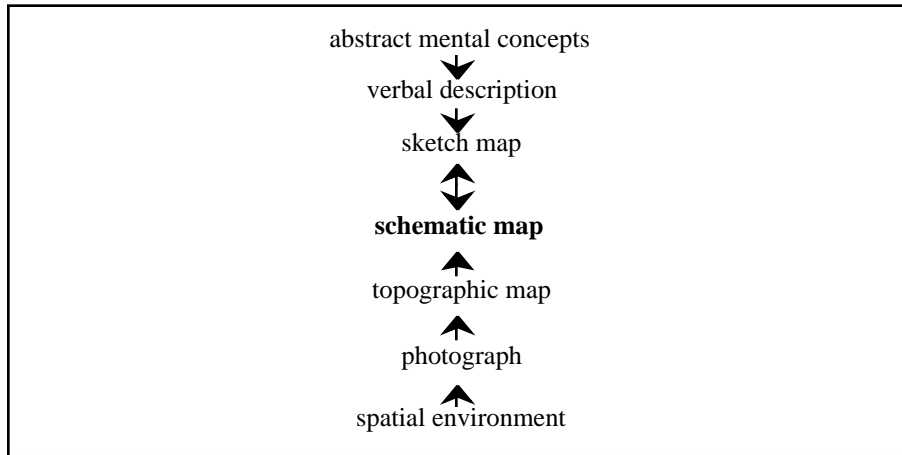 abstract mental concepts
verbal description
sketch map
schematic map
topographic map
photograph
spatial environment